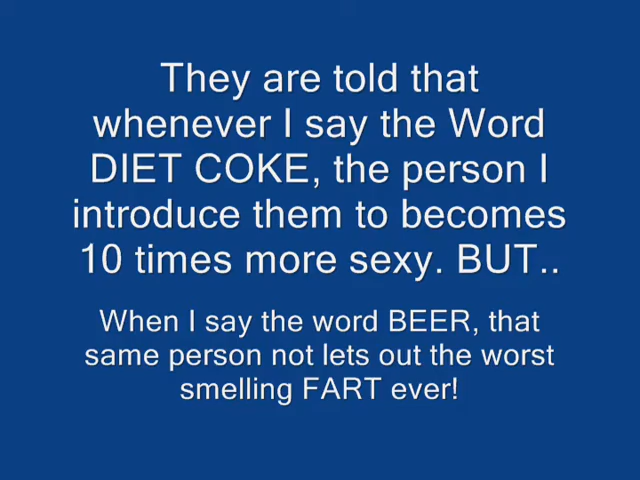 They are told that
whenever I say the Word
DIET COKE, the person I
introduce them to becomes
10 times more sexy. BUT..
When I say the word BEER, that
same person not lets out the worst
smelling FART ever!